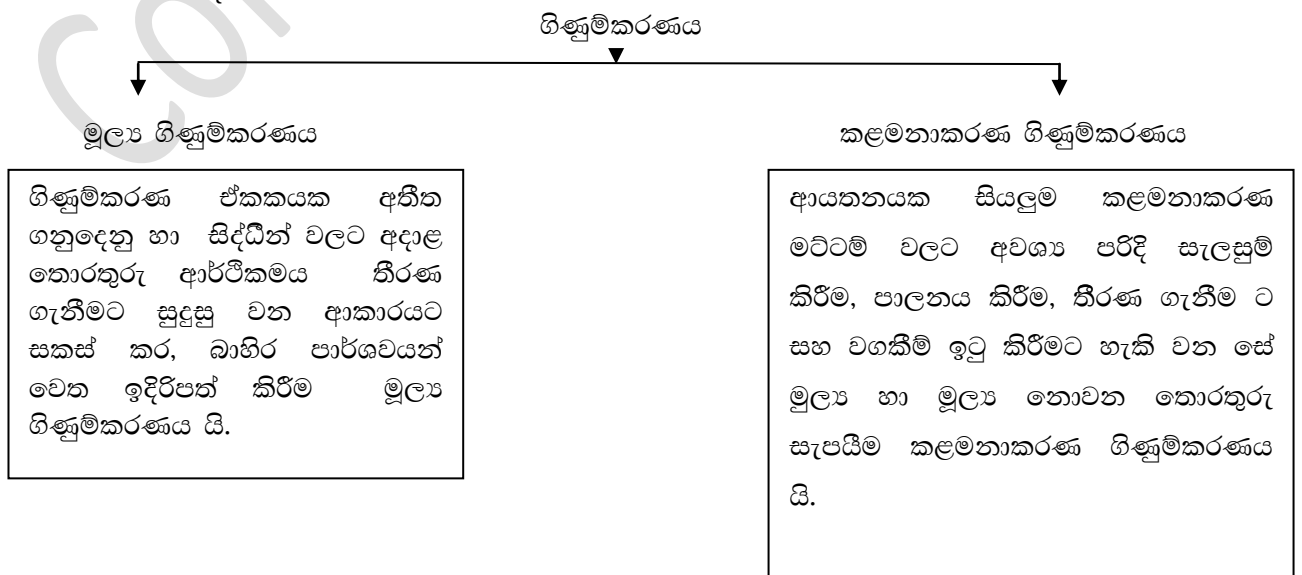 ගිණුම්කරණය
මූල්‍ය ගිණුම්කරණය
ගිණුම්කරණ ඒකකයක අතීත
ගනුදෙනු හා සිද්ධීන් වලට අදාළ
තොරතුරු ආර්ථිකමය තීරණ
ගැනීමට සුදුසු වන ආකාරයට
සකස් කර, බාහිර පාර්ශවයන්
වෙත ඉදිරිපත් කිරීම මූල්‍ය
ගිණුම්කරණය යි.
කළමනාකරණ ගිණුම්කරණය
ආයතනයක සියලුම කළමනාකරණ
මට්ටම් වලට අවශ්‍ය පරිදි සැලසුම්
කිරීම, පාලනය කිරීම, තීරණ ගැනීම ට
සහ වගකීම් ඉටු කිරීමට හැකි වන සේ
මුල්‍ය හා මූල්‍ය නොවන තොරතුරු
සැපයීම කළමනාකරණ ගිණුම්කරණය
යි.